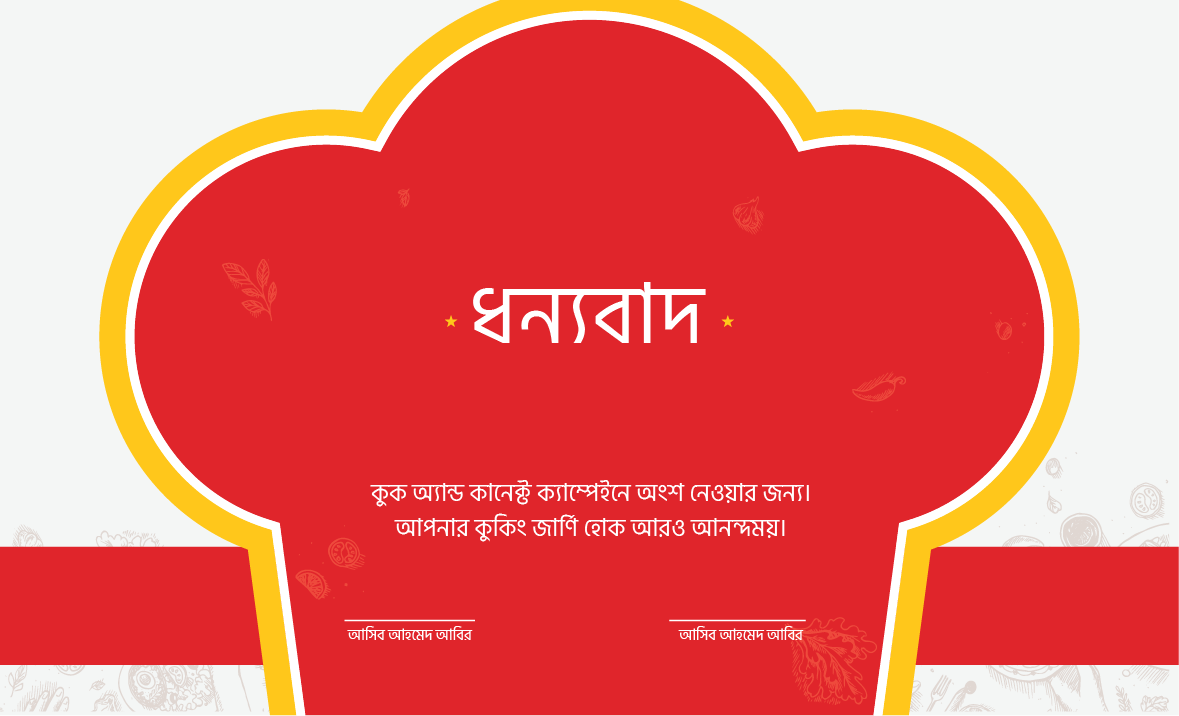 ধন্যবাদ
কুক অ্যান্ড কানেক্ট ক্যাম্পেইনে অংশ নেওয়ার জন্য।
আপনার কুকিং জার্ণি হোক আরও আনন্দময়।
আসিব আহমেদ আবির
আসিব আহমেদ আবির